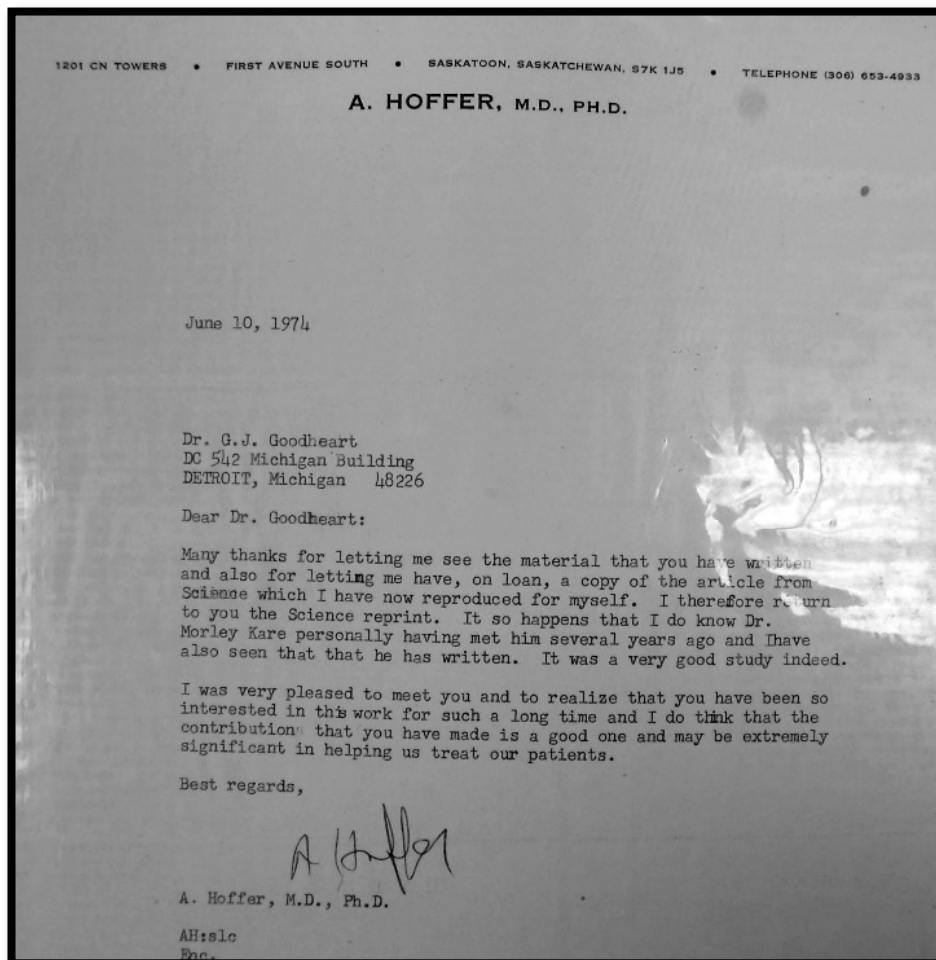 1201 CN TOWERS • FIRST AVENUE SOUTH • SASKATOON, SASKATCHEWAN, S7K 1J5 • TELEPHONE (306) 653-4933
A. HOFFER, M.D., PH.D.
June 10, 1974
Dr. G.J. Goodheart
DC 542 Michigan Building
DETROIT, Michigan 48226
Dear Dr. Goodheart:
Many thanks for letting me see the material that you have written
and also for letting me have, on loan, a copy of the article from
Science which I have now reproduced for myself. I therefore return
to you the Science reprint. It so happens that I do know Dr.
Morley Kare personally having met him several years ago and Ihave
also seen that that he has written. It was a very good study indeed.
I was very pleased to meet you and to realize that you have been so
interested in this work for such a long time and I do think that the
contribution that you have made is a good one and may be extremely
significant in helping us treat our patients.
Best regards,
A Hoffer
A. Hoffer, M.D., Ph.D.
AH:slc
Enc.